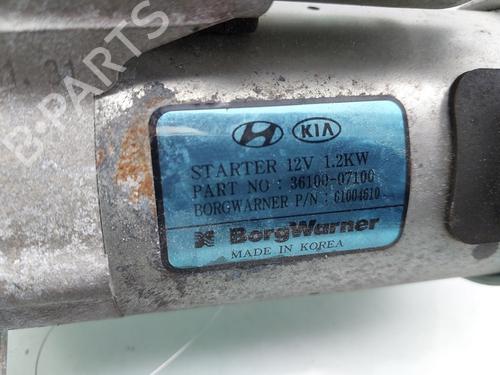 B-PARTS
KIA
STARTER 12V 1.2KW
PART NO : 36100-07100
BORGWARNER P/N : 61004610
BorgWarner
MADE IN KOREA